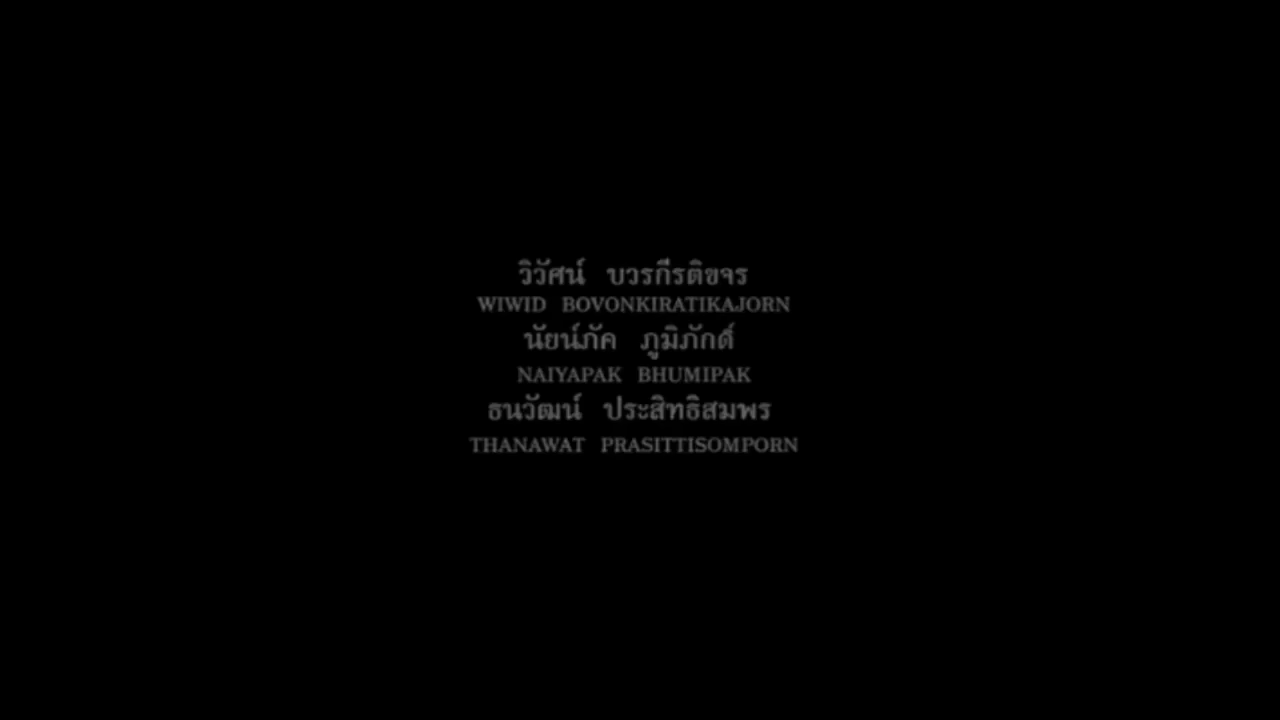 วิวัศน์ บวรกีรติขจร
WIWID BOVONKIRATIKAJORN
นัยน์ภัค ภูมิภักดิ์
NAIYAPAK BHUMIPAK
ธนวัฒน์ ประสิทธิสมพร
THANAWAT PRASITTISOMPORN